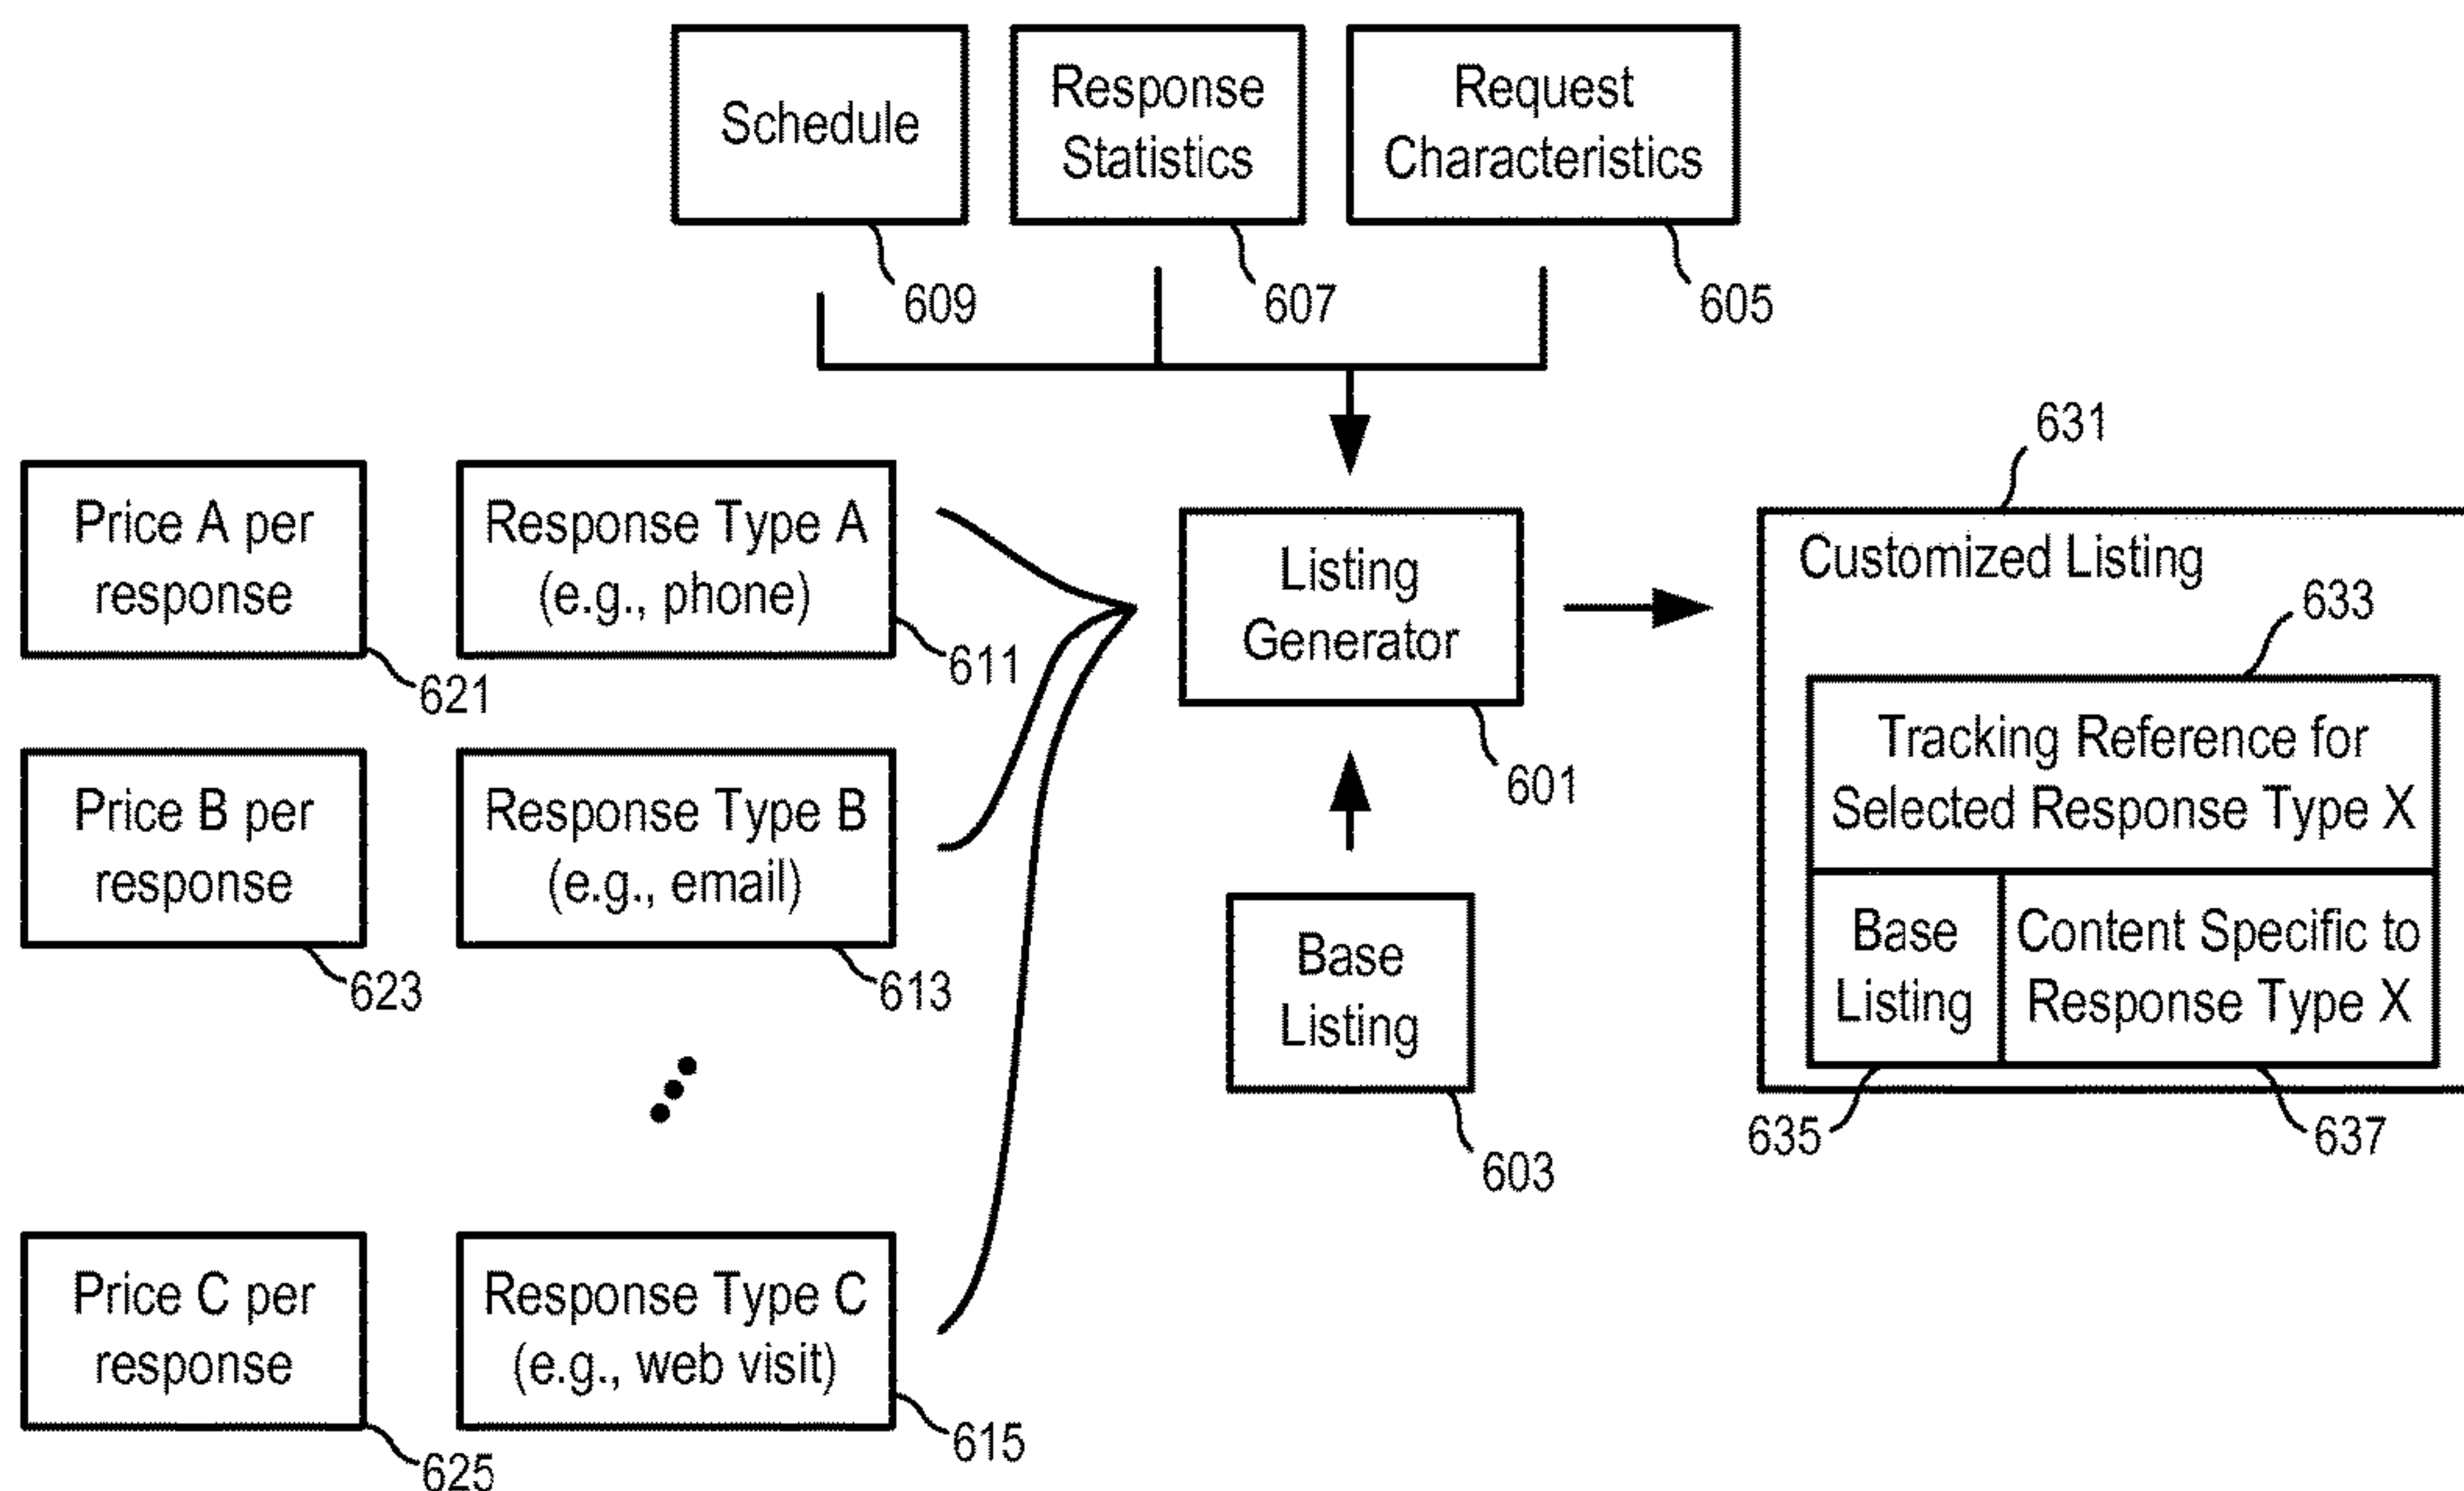 Schedule
609
Response
Statistics
607
Request
Characteristics
605
Price A per
response
621
Response Type A
(e.g., phone)
611
Price B per
response
623
Response Type B
(e.g., email)
613
Price C per
response
625
Response Type C
(e.g., web visit)
615
Listing
Generator
601
Base
Listing
603
631
Customized Listing
633
Tracking Reference for
Selected Response Type X
Base
Listing
635
Content Specific to
Response Type X
637